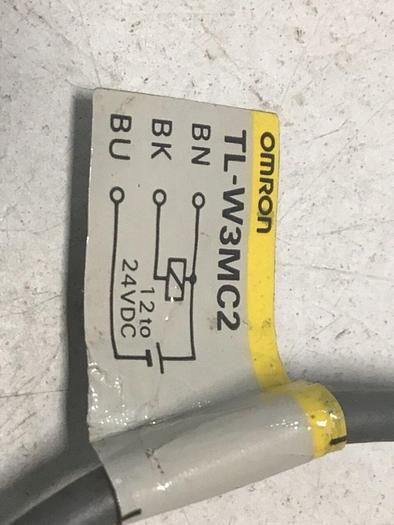 OMRON
TL-W3MC2
BN
BK
BU
12 to
24VDC